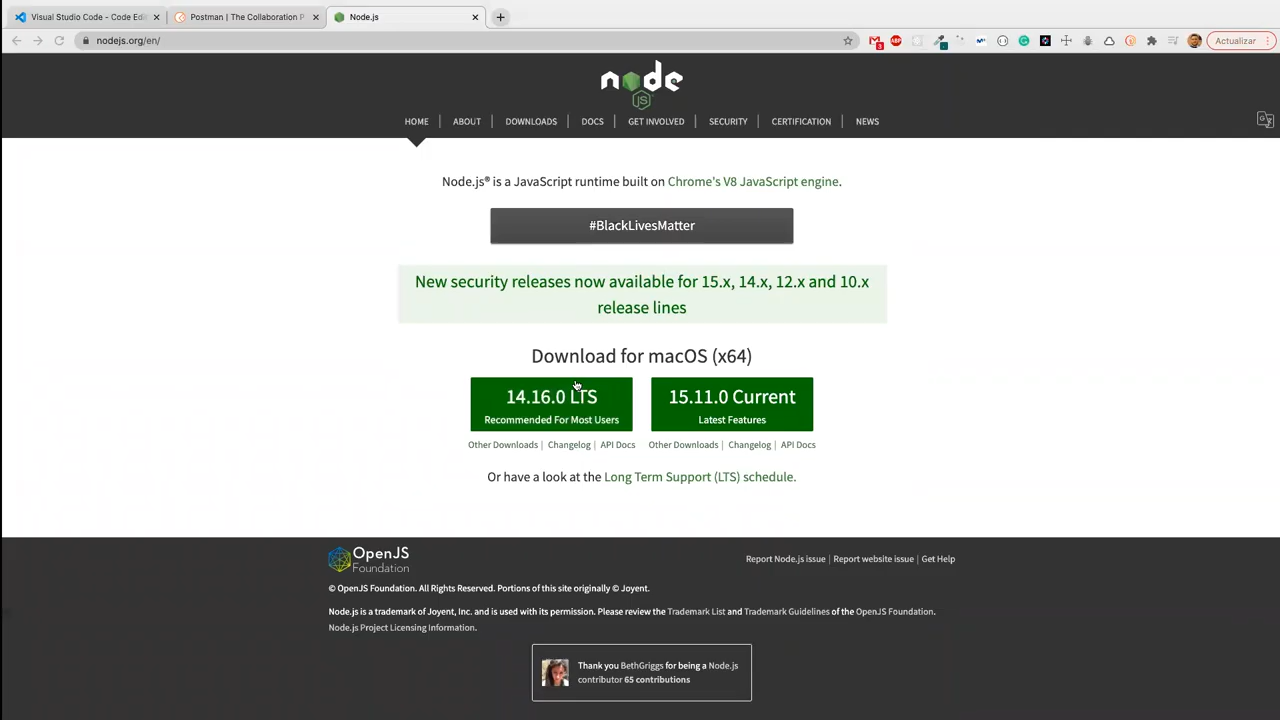 Visual Studio Code - Code Edi
Postman | The Collaboration P
Node.js
nodejs.org/en/
3
ABP
Actualizar
node
JS
HOME
ABOUT
DOWNLOADS
DOCS
GET INVOLVED
SECURITY
CERTIFICATION
NEWS
Node.js® is a JavaScript runtime built on Chrome's V8 JavaScript engine.
#BlackLivesMatter
New security releases now available for 15.x, 14.x, 12.x and 10.x
release lines
Download for macOS (x64)
14.16.0 LTS
Recommended For Most Users
15.11.0 Current
Latest Features
Other Downloads | Changelog | API Docs
Other Downloads | Changelog | API Docs
Or have a look at the Long Term Support (LTS) schedule.
OpenJS
Foundation
Report Node.js issue | Report website issue | Get Help
© OpenJS Foundation. All Rights Reserved. Portions of this site originally © Joyent.
Node.js is a trademark of Joyent, Inc. and is used with its permission. Please review the Trademark List and Trademark Guidelines of the OpenJS Foundation.
Node.js Project Licensing Information.
Thank you BethGriggs for being a Node.js
contributor 65 contributions